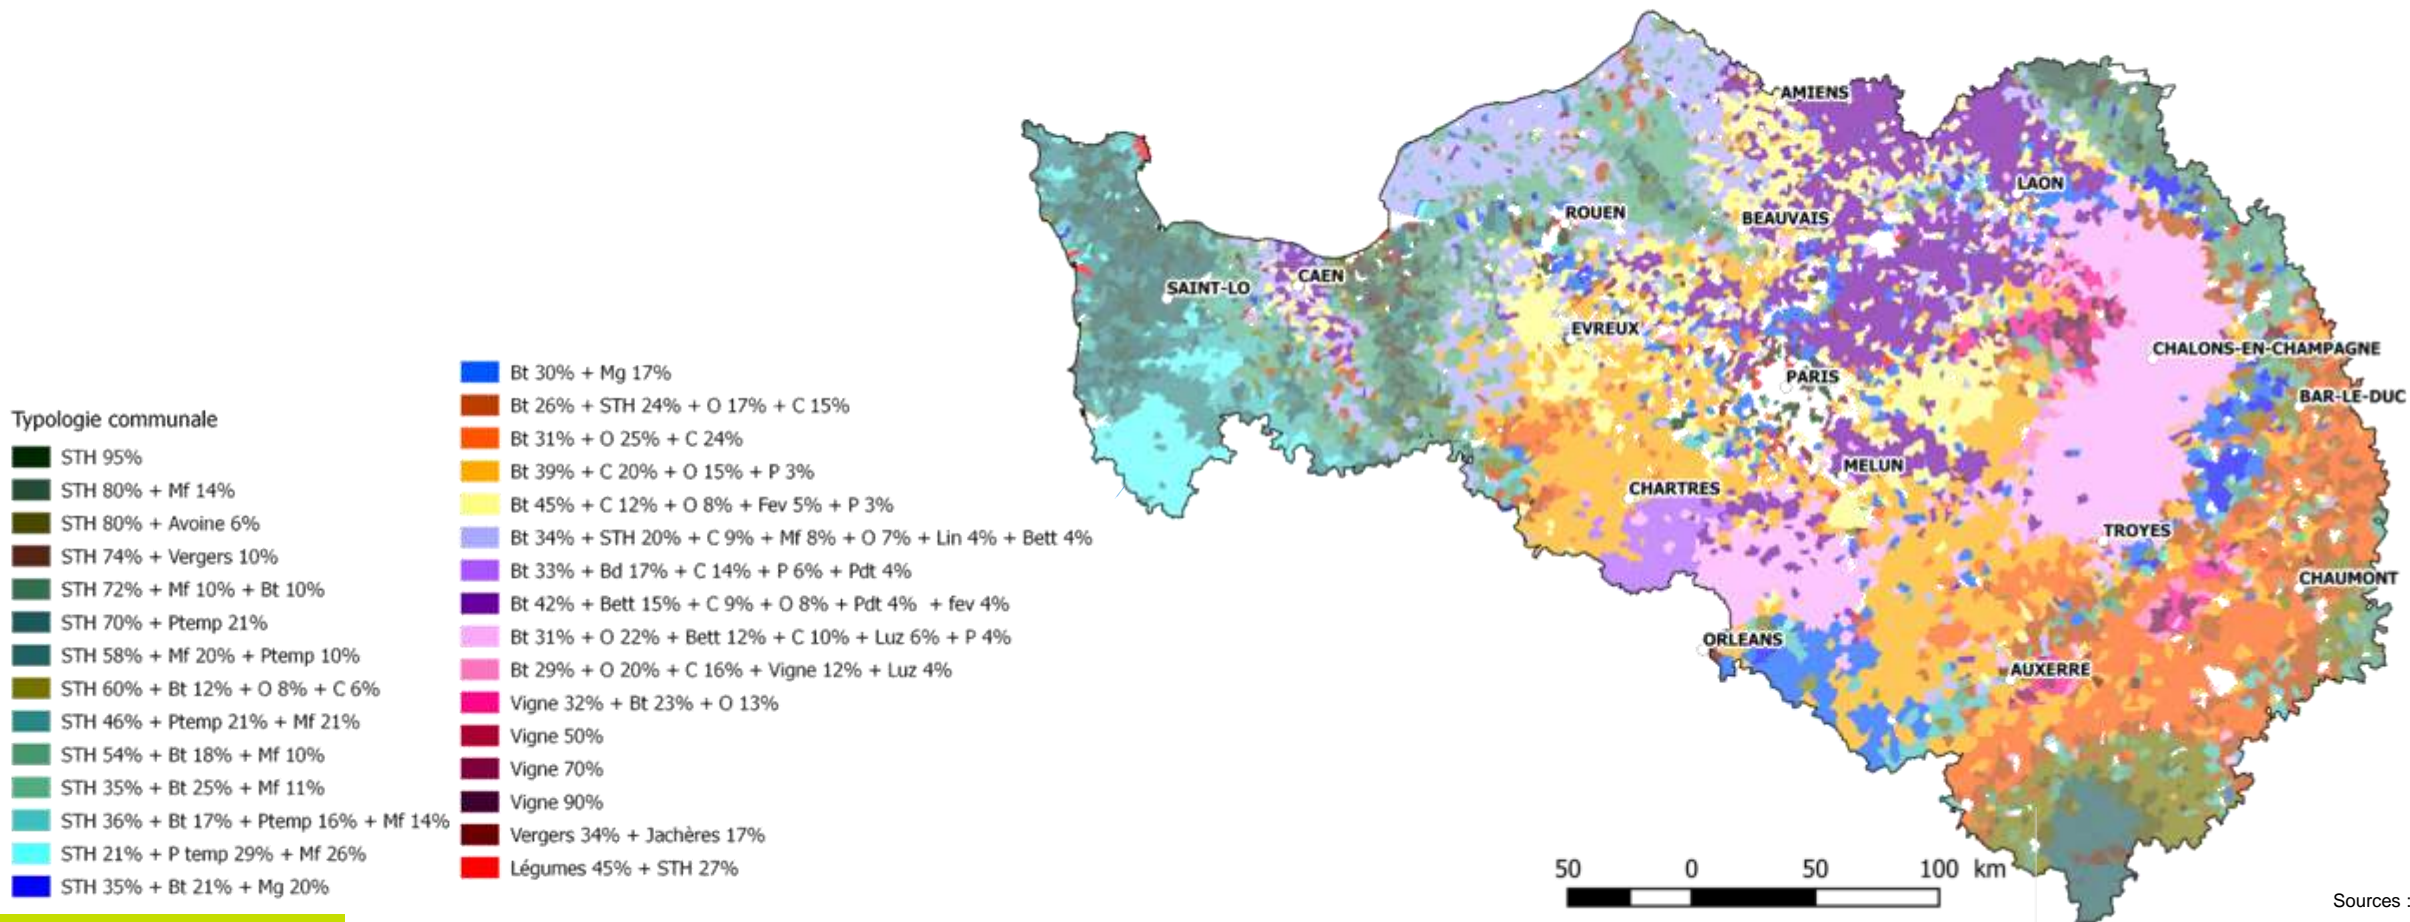 Typologie communale
STH 95%
STH 80% + Mf 14%
STH 80% + Avoine 6%
STH 74% + Vergers 10%
STH 72% + Mf 10% + Bt 10%
STH 70% + Ptemp 21%
STH 58% + Mf 20% + Ptemp 10%
STH 60% + Bt 12% + O 8% + C 6%
STH 46% + Ptemp 21% + Mf 21%
STH 54% + Bt 18% + Mf 10%
STH 35% + Bt 25% + Mf 11%
STH 36% + Bt 17% + Ptemp 16% + Mf 14%
STH 21% + P temp 29% + Mf 26%
STH 35% + Bt 21% + Mg 20%
Bt 30% + Mg 17%
Bt 26% + STH 24% + O 17% + C 15%
Bt 31% + O 25% + C 24%
Bt 39% + C 20% + O 15% + P 3%
Bt 45% + C 12% + O 8% + Fev 5% + P 3%
Bt 34% + STH 20% + C 9% + Mf 8% + O 7% + Lin 4% + Bett 4%
Bt 33% + Bd 17% + C 14% + P 6% + Pdt 4%
Bt 42% + Bett 15% + C 9% + O 8% + Pdt 4% + fev 4%
Bt 31% + O 22% + Bett 12% + C 10% + Luz 6% + P 4%
Bt 29% + O 20% + C 16% + Vigne 12% + Luz 4%
Vigne 32% + Bt 23% + O 13%
Vigne 50%
Vigne 70%
Vigne 90%
Vergers 34% + Jachères 17%
Légumes 45% + STH 27%
AMIENS
LAON
ROUEN
BEAUVAIS
CAEN
SAINT-LO
EVREUX
CHALONS-EN-CHAMPAGNE
PARIS
BAR-LE-DUC
MELUN
CHARTRES
TROYES
CHAUMONT
ORLEANS
AUXERRE
50 0 50 100 km
Sources :